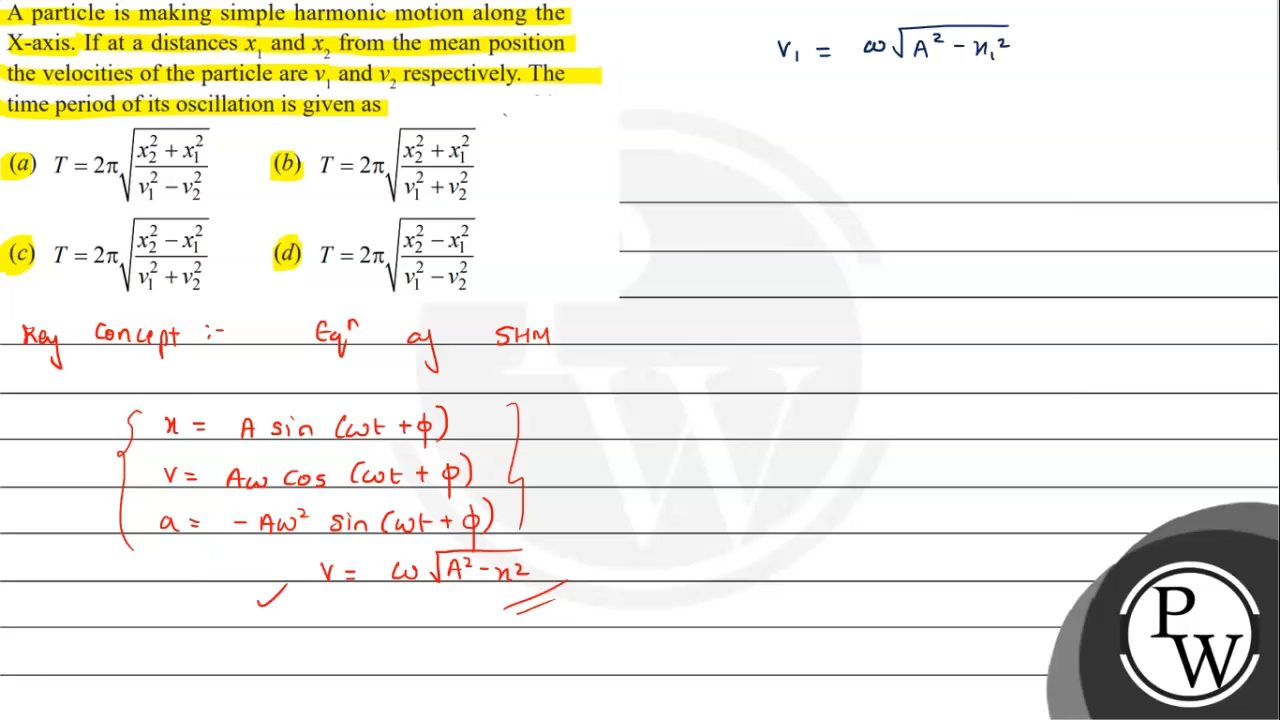 A particle is making simple harmonic motion along the
X-axis. If at a distances x₁ and x₂ from the mean position
the velocities of the particle are v₁ and v₂ respectively. The
time period of its oscillation is given as
(a) T = 2π√((x₂² + x₁²)/(v₁² − v₂²)) (b) T = 2π√((x₂² + x₁²)/(v₁² + v₂²))
(c) T = 2π√((x₂² − x₁²)/(v₁² + v₂²)) (d) T = 2π√((x₂² − x₁²)/(v₁² − v₂²))
Key Concept :- Eqⁿ of SHM
x = A sin (ωt + ϕ)
v = Aω cos (ωt + ϕ)
a = − Aω² sin (ωt + ϕ)
v = ω√(A² − x²)
v₁ = ω√(A² − x₁²)
PW
PW